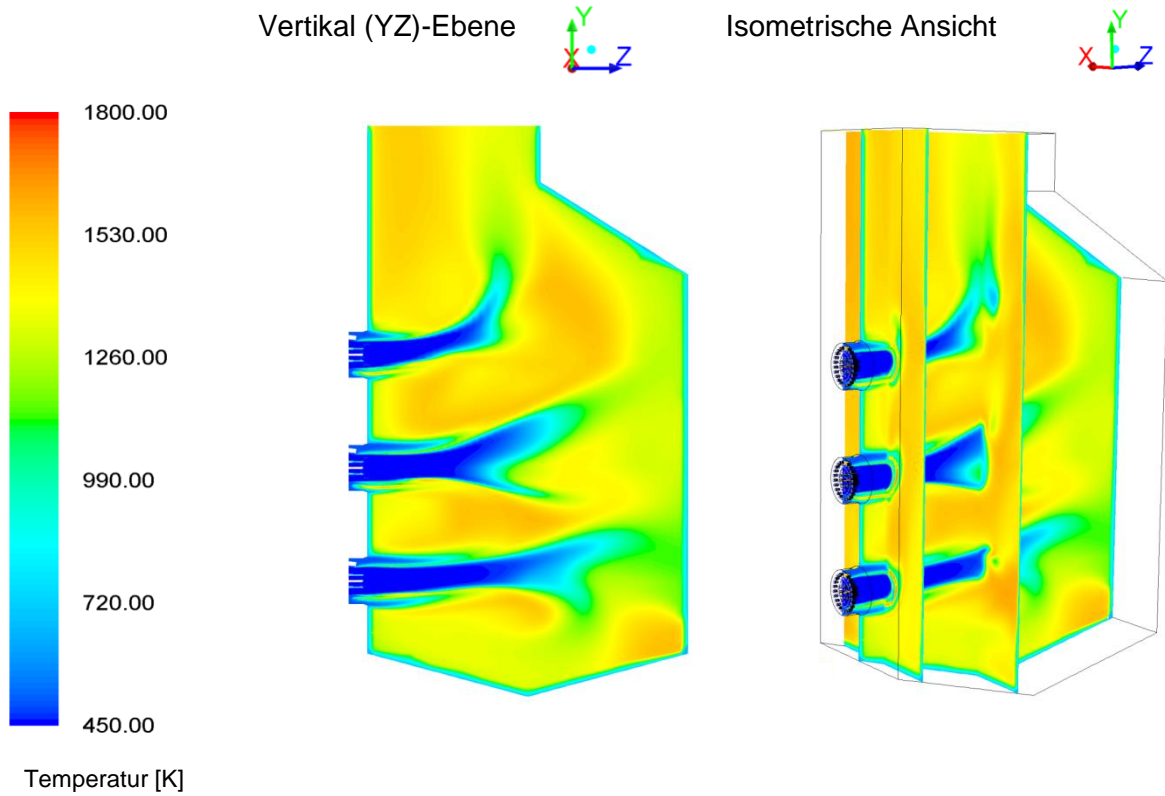 Vertikal (YZ)-Ebene
Y
X
Z
Isometrische Ansicht
Y
X
Z
1800.00
1530.00
1260.00
990.00
720.00
450.00
Temperatur [K]